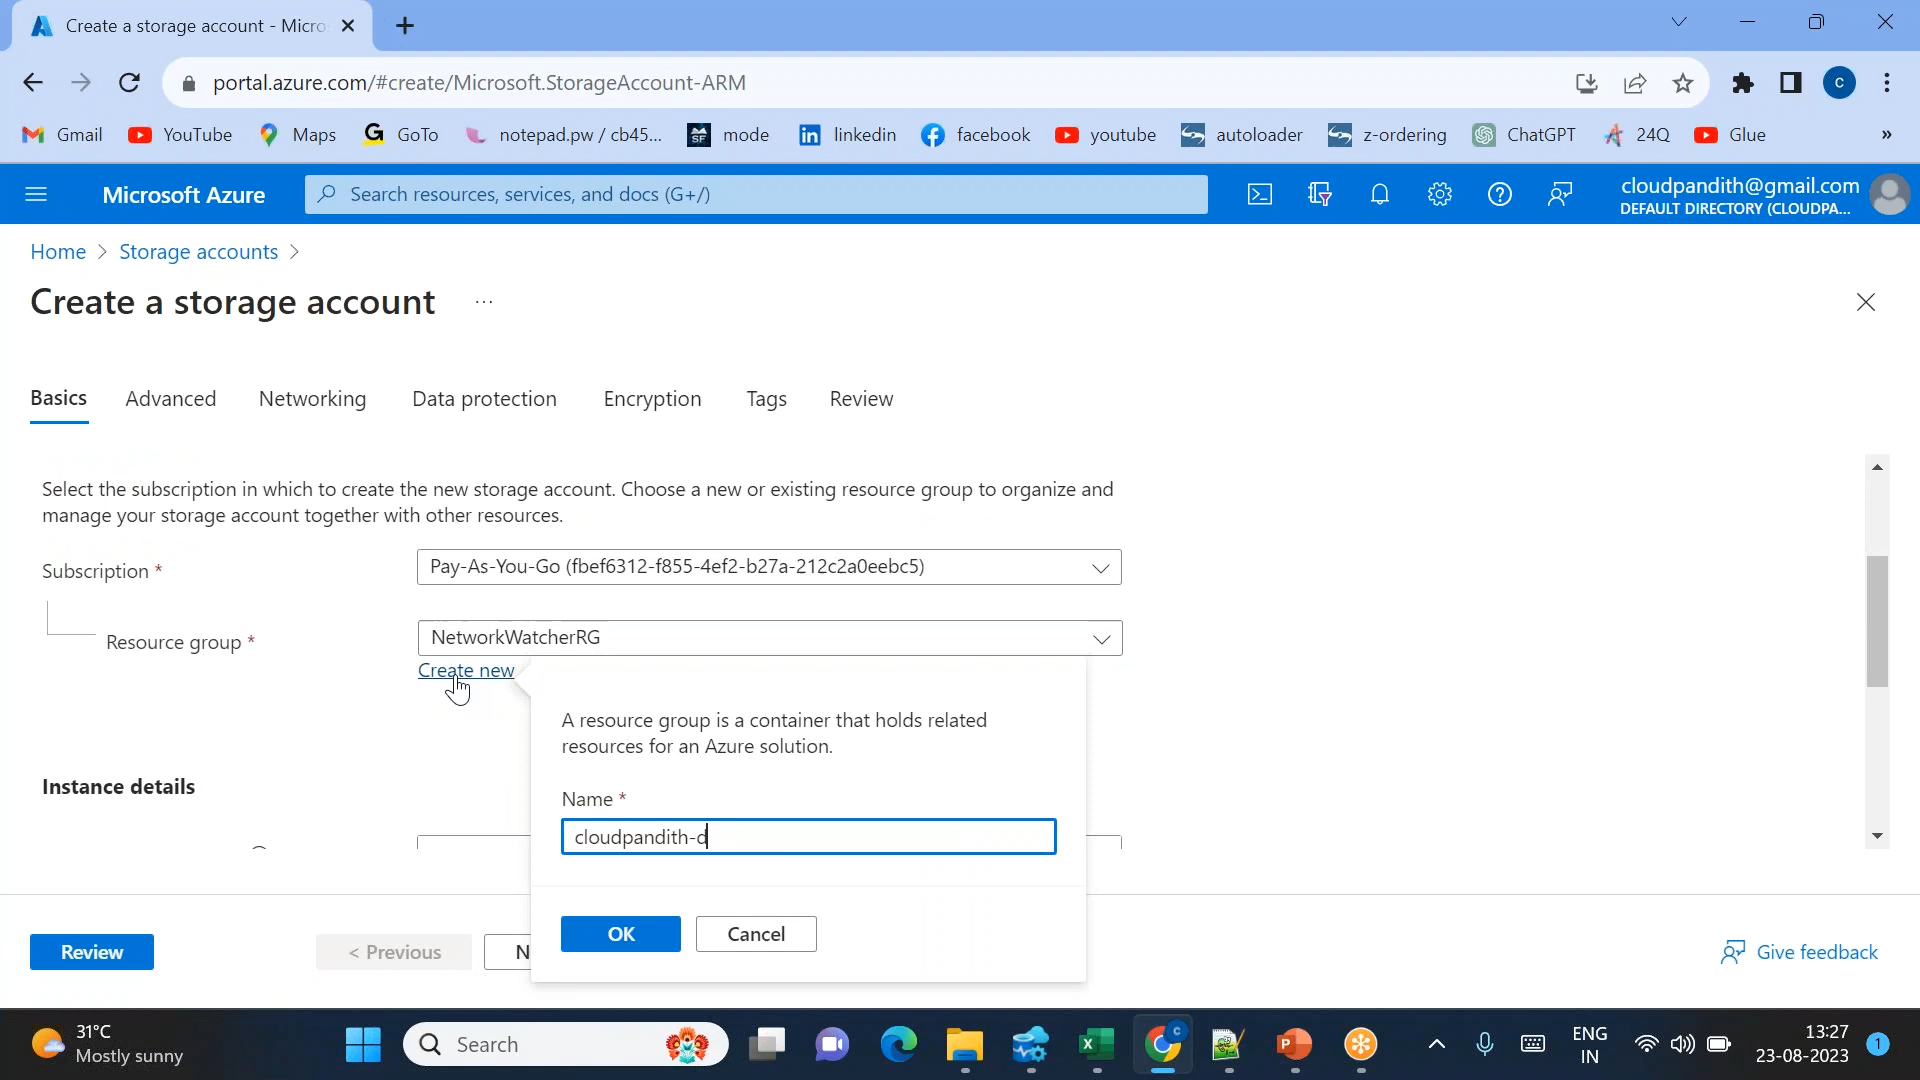 Create a storage account - Micro
portal.azure.com/#create/Microsoft.StorageAccount-ARM
c
Gmail YouTube Maps GoTo notepad.pw / cb45... mode linkedin facebook youtube autoloader z-ordering ChatGPT 24Q Glue »
Microsoft Azure
Search resources, services, and docs (G+/)
cloudpandith@gmail.com
DEFAULT DIRECTORY (CLOUDPA...
Home > Storage accounts >
Create a storage account ...
Basics Advanced Networking Data protection Encryption Tags Review
Select the subscription in which to create the new storage account. Choose a new or existing resource group to organize and
manage your storage account together with other resources.
Subscription *
Pay-As-You-Go (fbef6312-f855-4ef2-b27a-212c2a0eebc5)
Resource group *
NetworkWatcherRG
Create new
A resource group is a container that holds related
resources for an Azure solution.
Name *
cloudpandith-d
OK Cancel
Instance details
Review < Previous N
Give feedback
31°C
Mostly sunny
Search
ENG
IN
13:27
23-08-2023
1